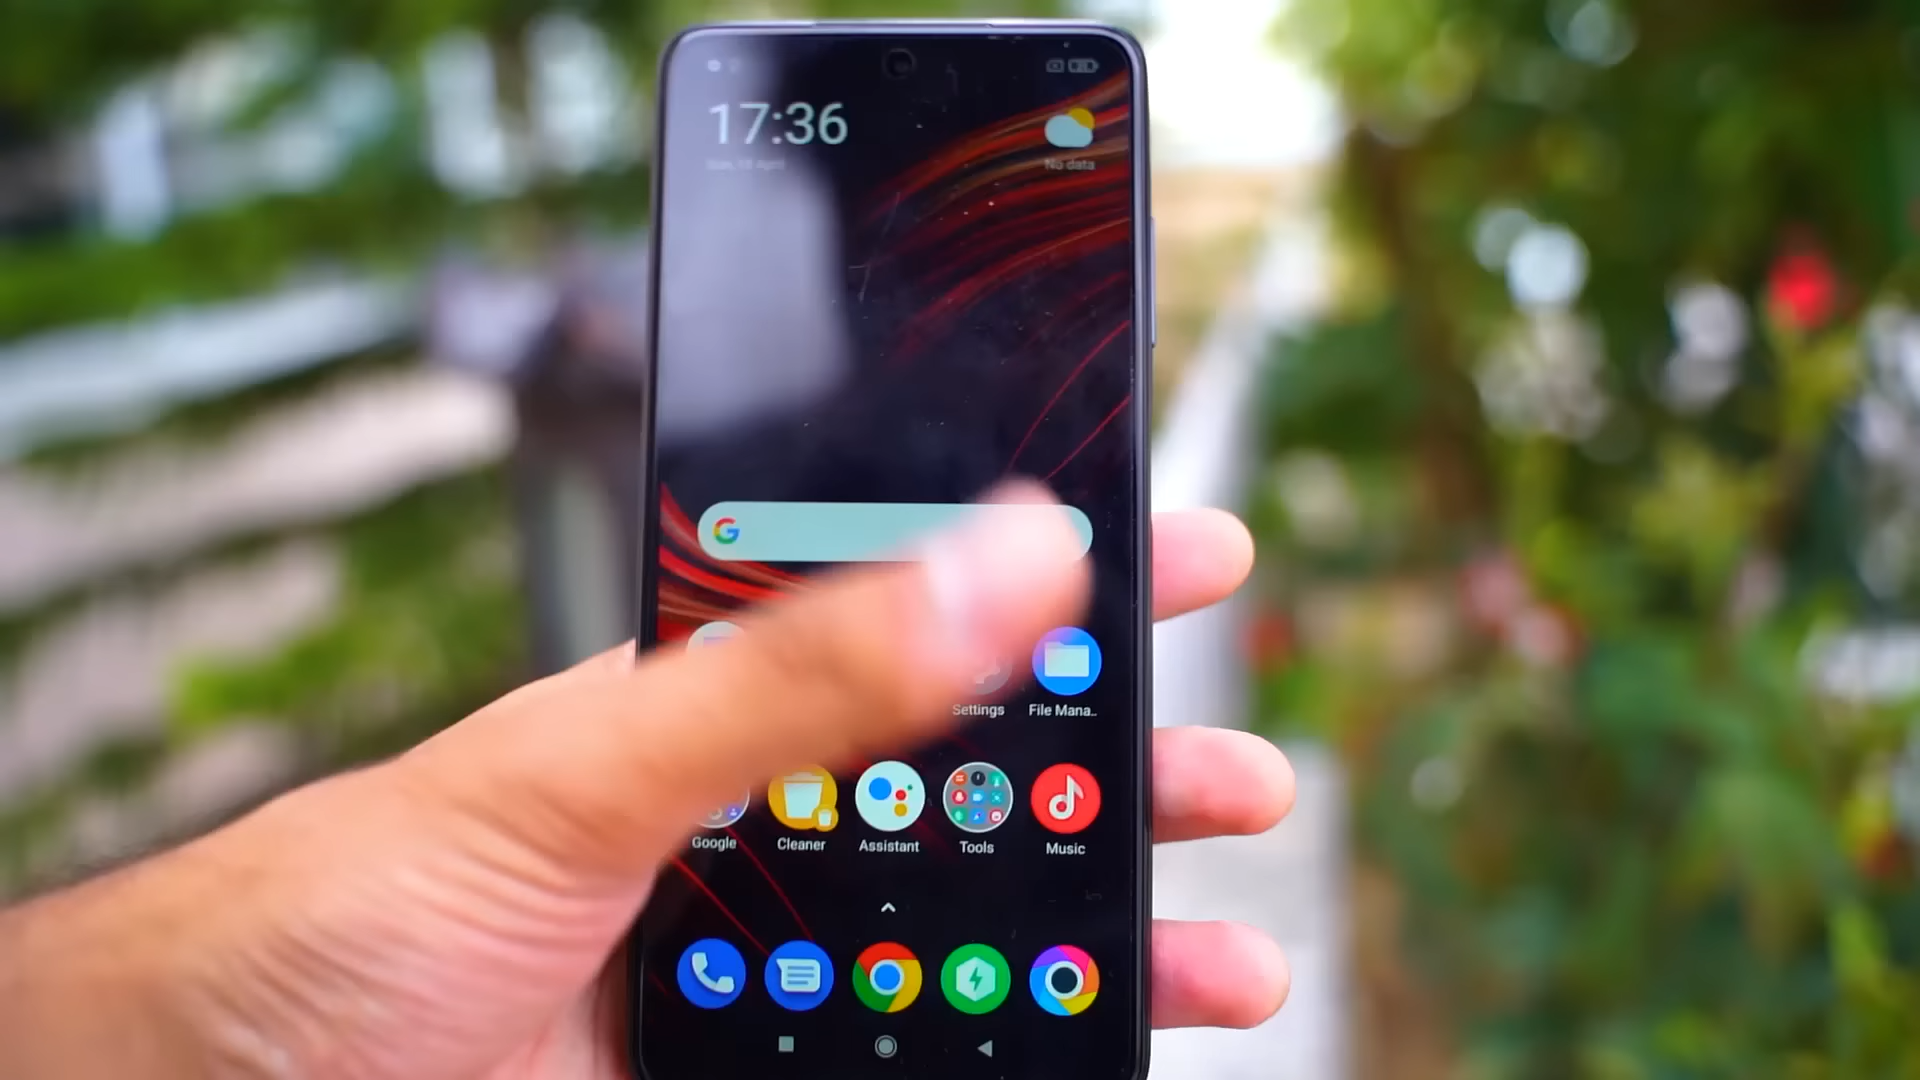 17:36
No data
Settings
File Mana..
Google
Cleaner
Assistant
Tools
Music